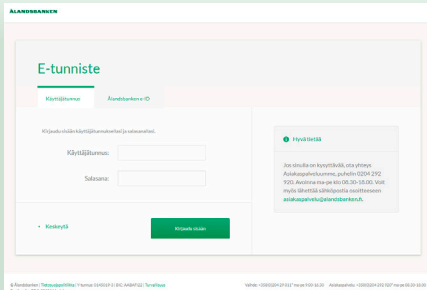 ÅLANDSBANKEN
E-tunniste
Käyttäjätunnus Ålandsbanken e-ID
Kirjaudu sisään käyttäjätunnuksellasi ja salasanallasi.
Käyttäjätunnus:
Salasana:
Keskeytä
Kirjaudu sisään
Hyvä tietää
Jos sinulla on kysyttävää, ota yhteys
Asiakaspalveluumme, puhelin 0204 292
920. Avoinna ma-pe klo 08.30-18.00. Voit
myös lähettää sähköpostia osoitteeseen
asiakaspalvelu@alandsbanken.fi.